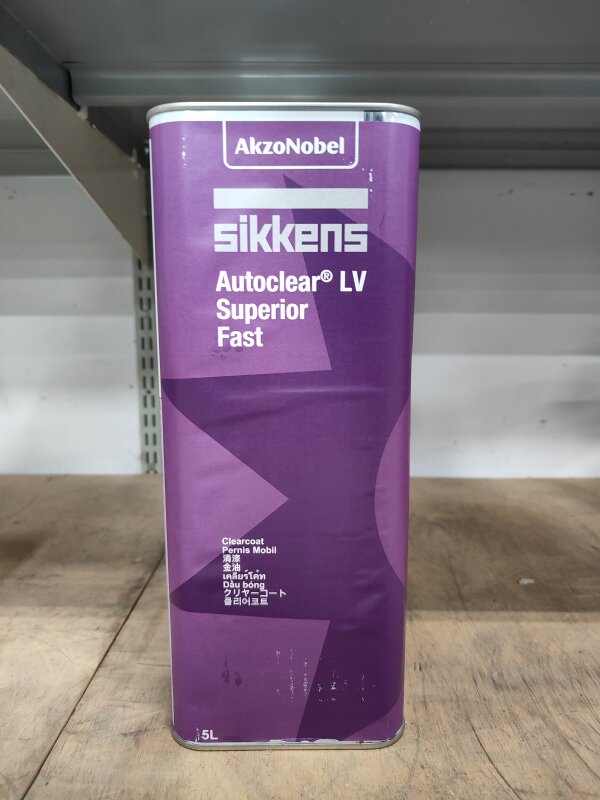 AkzoNobel
sikkens
Autoclear® LV
Superior
Fast
Clearcoat
Pernis Mobil
清漆
金油
เคลียร์โค้ท
Dầu bóng
クリヤーコート
클리어코트
5L